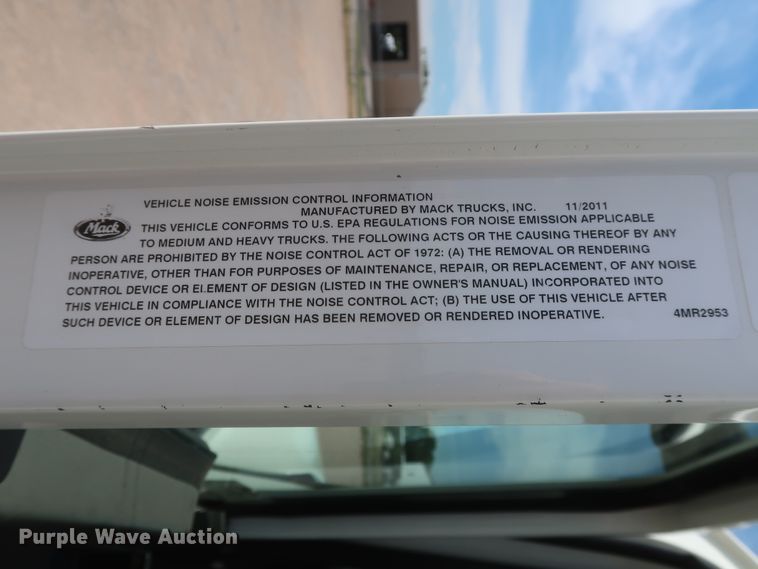 VEHICLE NOISE EMISSION CONTROL INFORMATION
MANUFACTURED BY MACK TRUCKS, INC. 11/2011
Mack
THIS VEHICLE CONFORMS TO U.S. EPA REGULATIONS FOR NOISE EMISSION APPLICABLE
TO MEDIUM AND HEAVY TRUCKS. THE FOLLOWING ACTS OR THE CAUSING THEREOF BY ANY
PERSON ARE PROHIBITED BY THE NOISE CONTROL ACT OF 1972: (A) THE REMOVAL OR RENDERING
INOPERATIVE, OTHER THAN FOR PURPOSES OF MAINTENANCE, REPAIR, OR REPLACEMENT, OF ANY NOISE
CONTROL DEVICE OR ELEMENT OF DESIGN (LISTED IN THE OWNER'S MANUAL) INCORPORATED INTO
THIS VEHICLE IN COMPLIANCE WITH THE NOISE CONTROL ACT; (B) THE USE OF THIS VEHICLE AFTER
SUCH DEVICE OR ELEMENT OF DESIGN HAS BEEN REMOVED OR RENDERED INOPERATIVE. 4MR2953
Purple Wave Auction